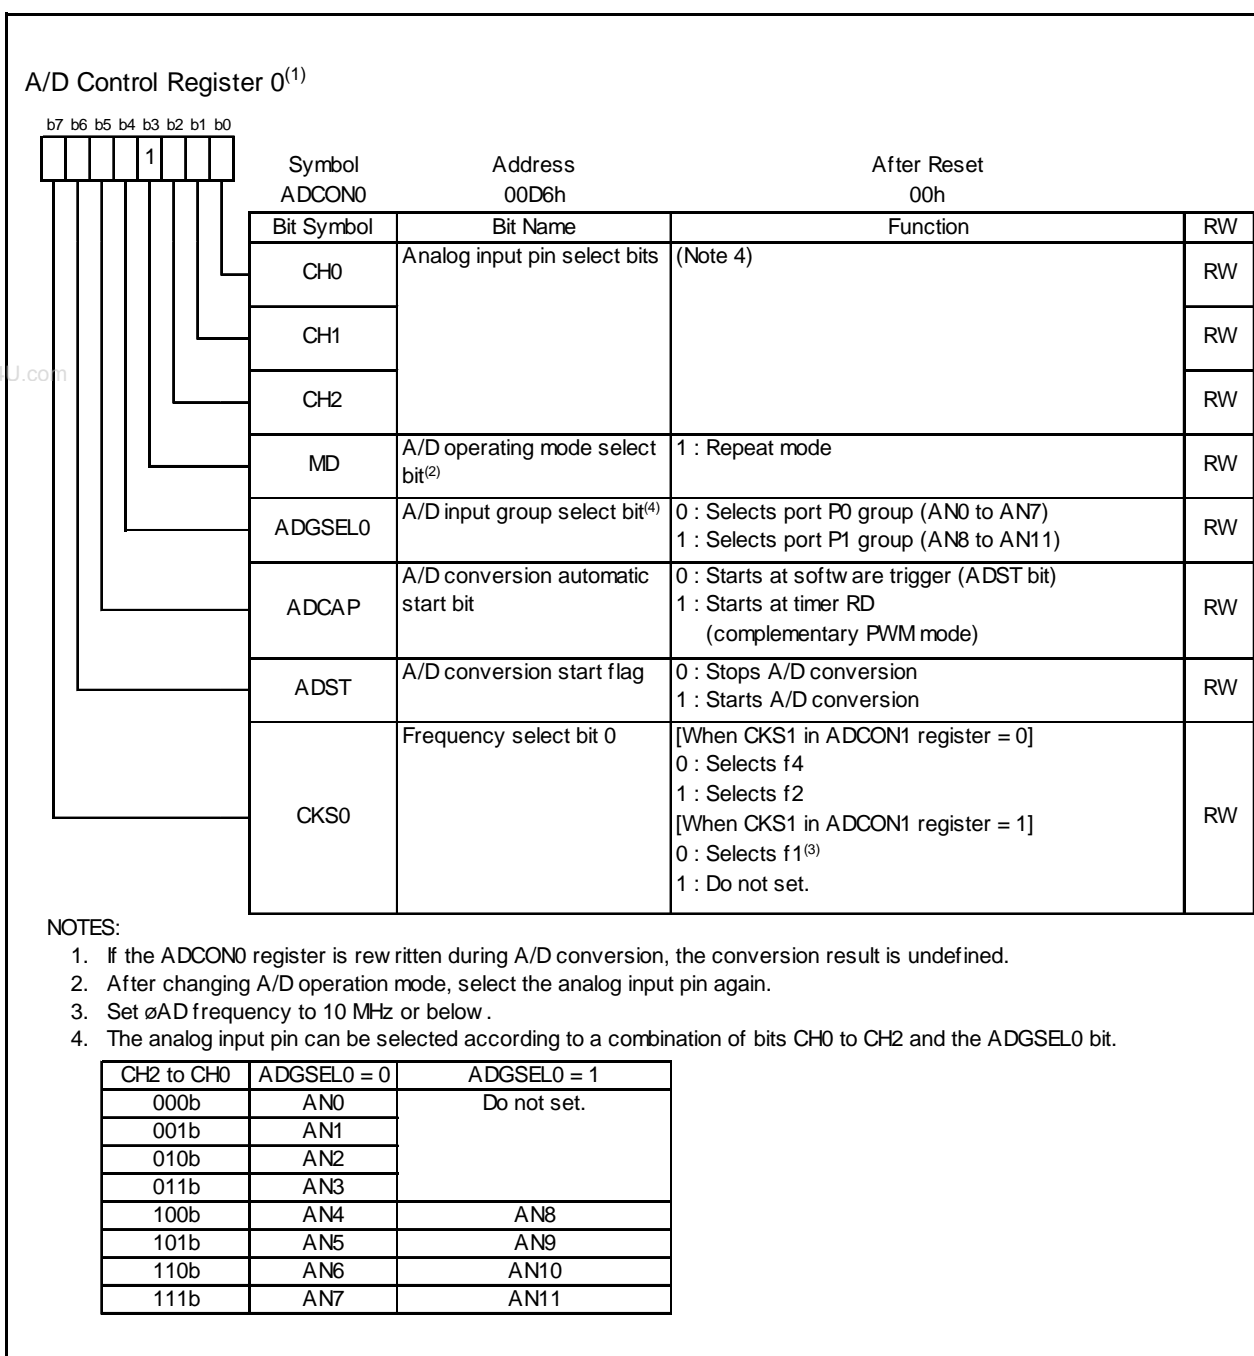 A/D Control Register 0(1)
b7 b6 b5 b4 b3 b2 b1 b0
1
Symbol Address After Reset
ADCON0 00D6h 00h
Bit Symbol Bit Name Function RW
CH0 Analog input pin select bits (Note 4) RW
CH1 RW
CH2 RW
MD A/D operating mode select bit(2) 1 : Repeat mode RW
ADGSEL0 A/D input group select bit(4) 0 : Selects port P0 group (AN0 to AN7)
1 : Selects port P1 group (AN8 to AN11) RW
ADCAP A/D conversion automatic start bit 0 : Starts at software trigger (ADST bit)
1 : Starts at timer RD
(complementary PWM mode) RW
ADST A/D conversion start flag 0 : Stops A/D conversion
1 : Starts A/D conversion RW
CKS0 Frequency select bit 0 [When CKS1 in ADCON1 register = 0]
0 : Selects f4
1 : Selects f2
[When CKS1 in ADCON1 register = 1]
0 : Selects f1(3)
1 : Do not set. RW
NOTES:
1. If the ADCON0 register is rewritten during A/D conversion, the conversion result is undefined.
2. After changing A/D operation mode, select the analog input pin again.
3. Set øAD frequency to 10 MHz or below.
4. The analog input pin can be selected according to a combination of bits CH0 to CH2 and the ADGSEL0 bit.
CH2 to CH0 ADGSEL0 = 0 ADGSEL0 = 1
000b AN0 Do not set.
001b AN1
010b AN2
011b AN3
100b AN4 AN8
101b AN5 AN9
110b AN6 AN10
111b AN7 AN11